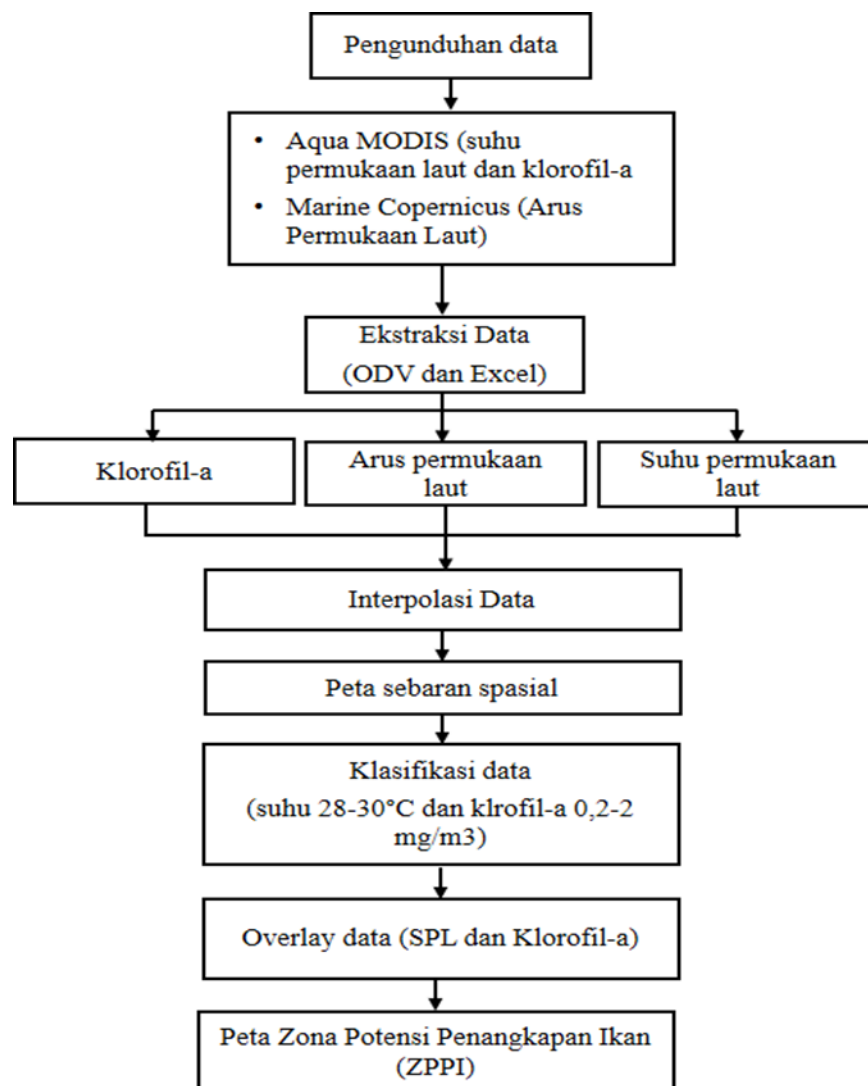 Pengunduhan data
• Aqua MODIS (suhu
permukaan laut dan klorofil-a
• Marine Copernicus (Arus
Permukaan Laut)
Ekstraksi Data
(ODV dan Excel)
Klorofil-a
Arus permukaan
laut
Suhu permukaan
laut
Interpolasi Data
Peta sebaran spasial
Klasifikasi data
(suhu 28-30°C dan klrofil-a 0,2-2
mg/m3)
Overlay data (SPL dan Klorofil-a)
Peta Zona Potensi Penangkapan Ikan
(ZPPI)